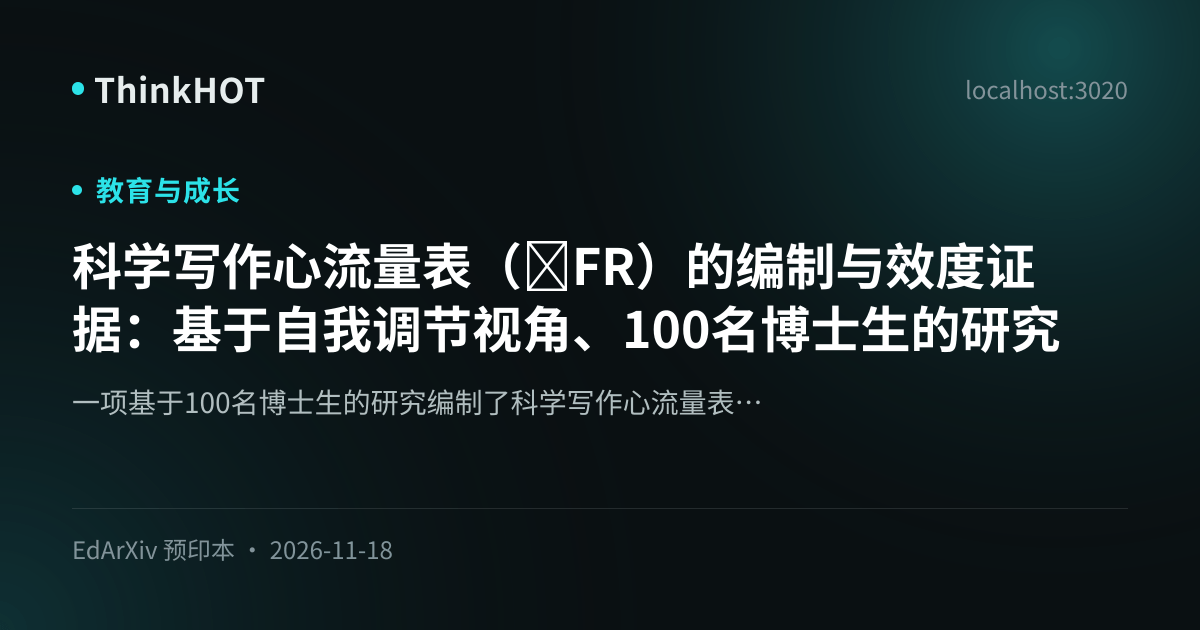 ThinkHOT
localhost:3020
教育与成长
科学写作心流量表（FR）的编制与效度证
据：基于自我调节视角、100名博士生的研究
一项基于100名博士生的研究编制了科学写作心流量表…
EdArXiv 预印本 · 2026-11-18